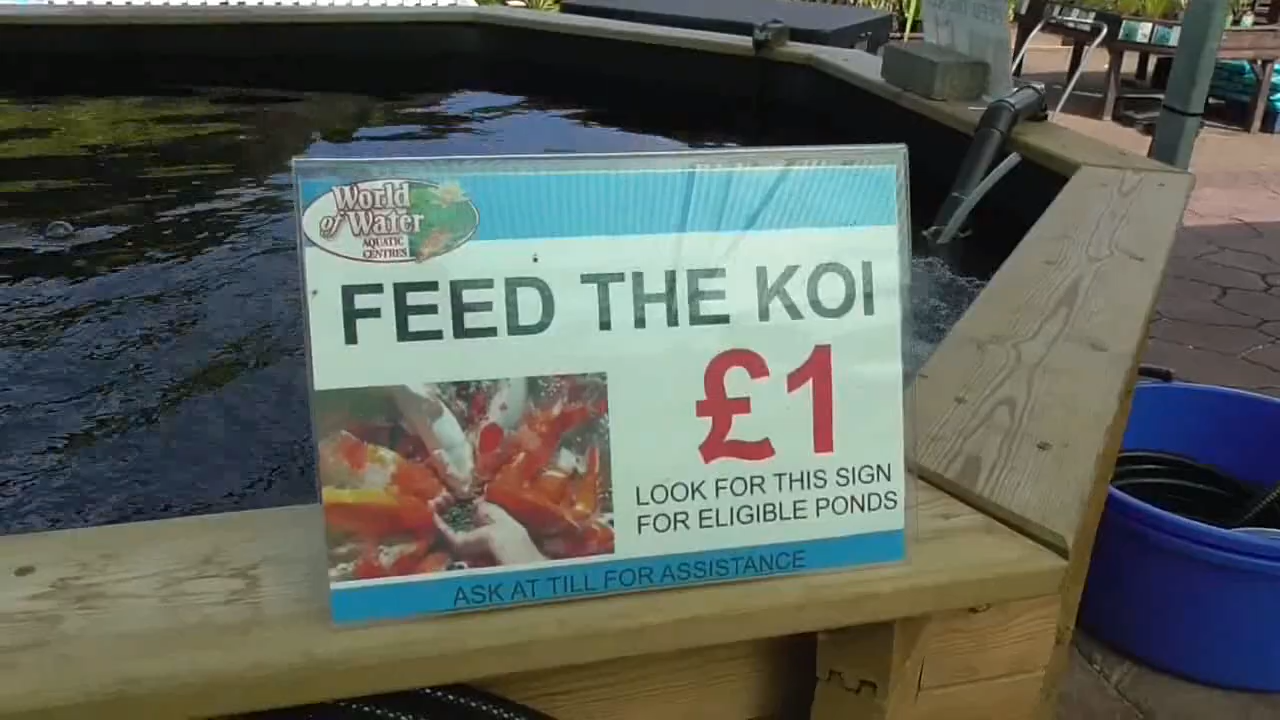 World
of Water
AQUATIC
CENTRES
FEED THE KOI
£1
LOOK FOR THIS SIGN
FOR ELIGIBLE PONDS
ASK AT TILL FOR ASSISTANCE